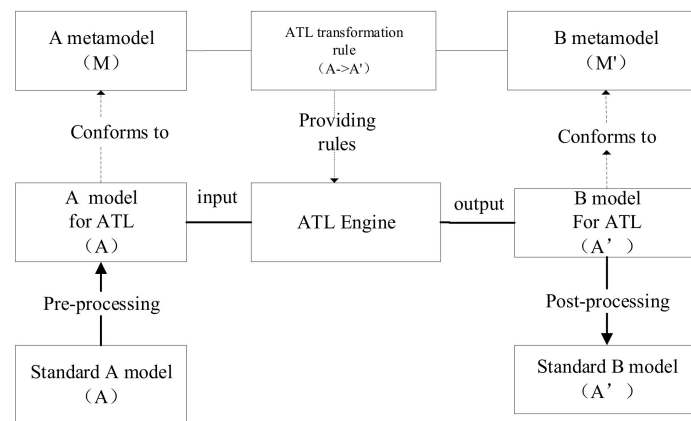 A metamodel
（M）
ATL transformation
rule
（A->A'）
B metamodel
（M'）
Conforms to
Providing
rules
Conforms to
A model
for ATL
（A）
input
ATL Engine
output
B model
For ATL
（A’）
Pre-processing
Post-processing
Standard A model
（A）
Standard B model
（A’）